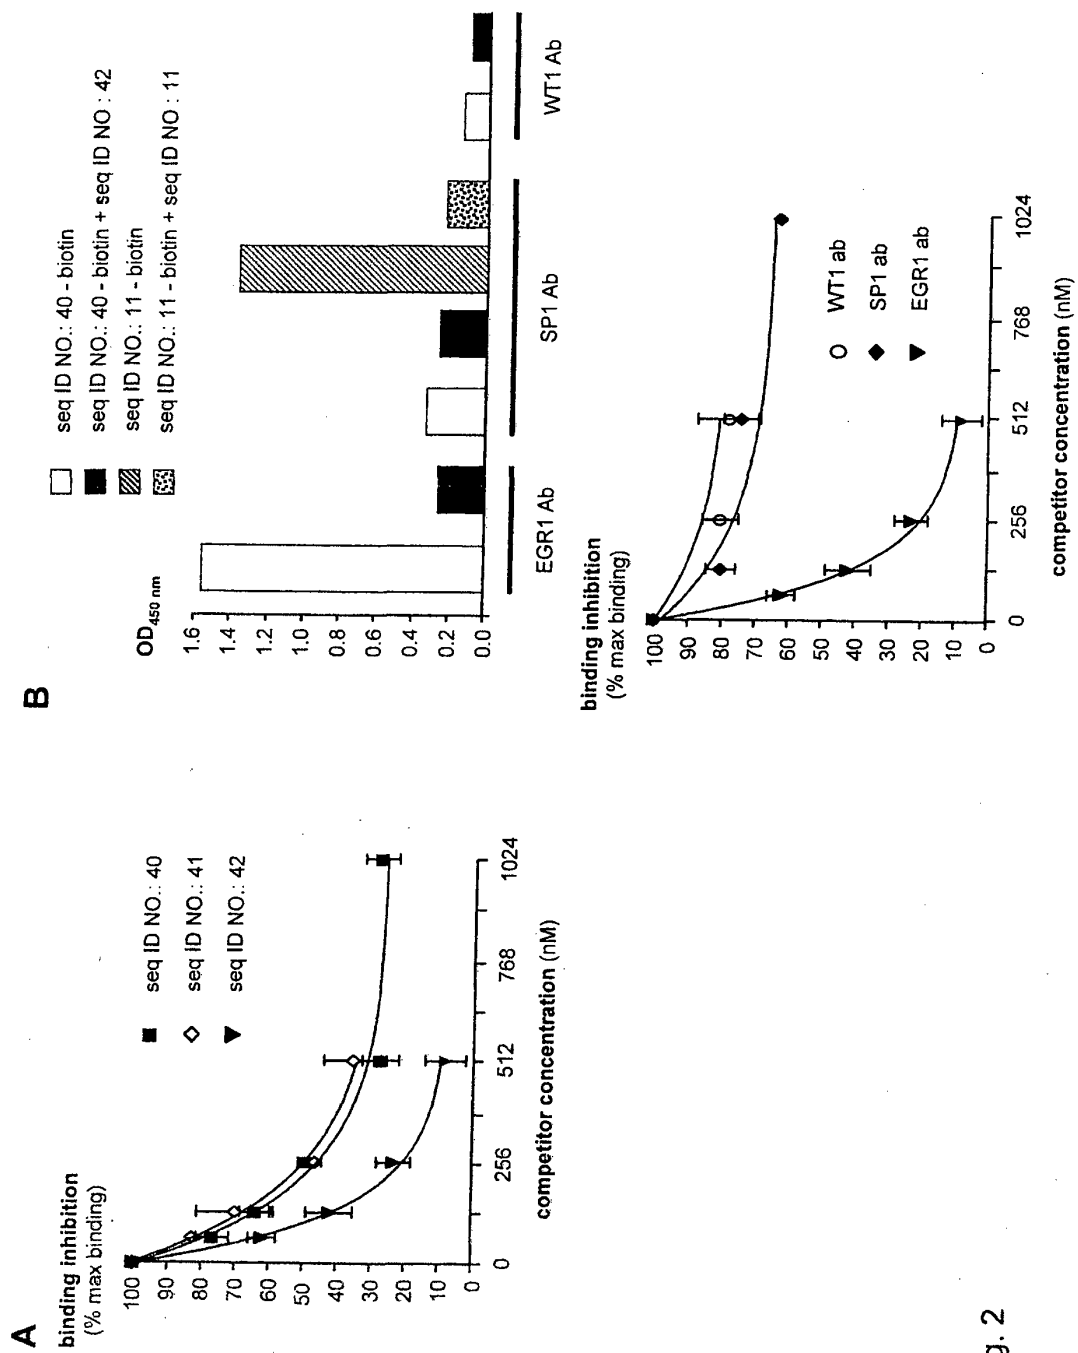 A
binding inhibition
(% max binding)
100
90
80
70
60
50
40
30
20
10
0
0
256
512
768
1024
competitor concentration (nM)
seq ID NO.: 40
seq ID NO.: 41
seq ID NO.: 42
B
seq ID NO.: 40 - biotin
seq ID NO.: 40 - biotin + seq ID NO : 42
seq ID NO.: 11 - biotin
seq ID NO.: 11 - biotin + seq ID NO : 11
OD450 nm
1.6
1.4
1.2
1.0
0.8
0.6
0.4
0.2
0.0
EGR1 Ab
SP1 Ab
WT1 Ab
binding inhibition
(% max binding)
100
90
80
70
60
50
40
30
20
10
0
0
256
512
768
1024
competitor concentration (nM)
WT1 ab
SP1 ab
EGR1 ab
g. 2